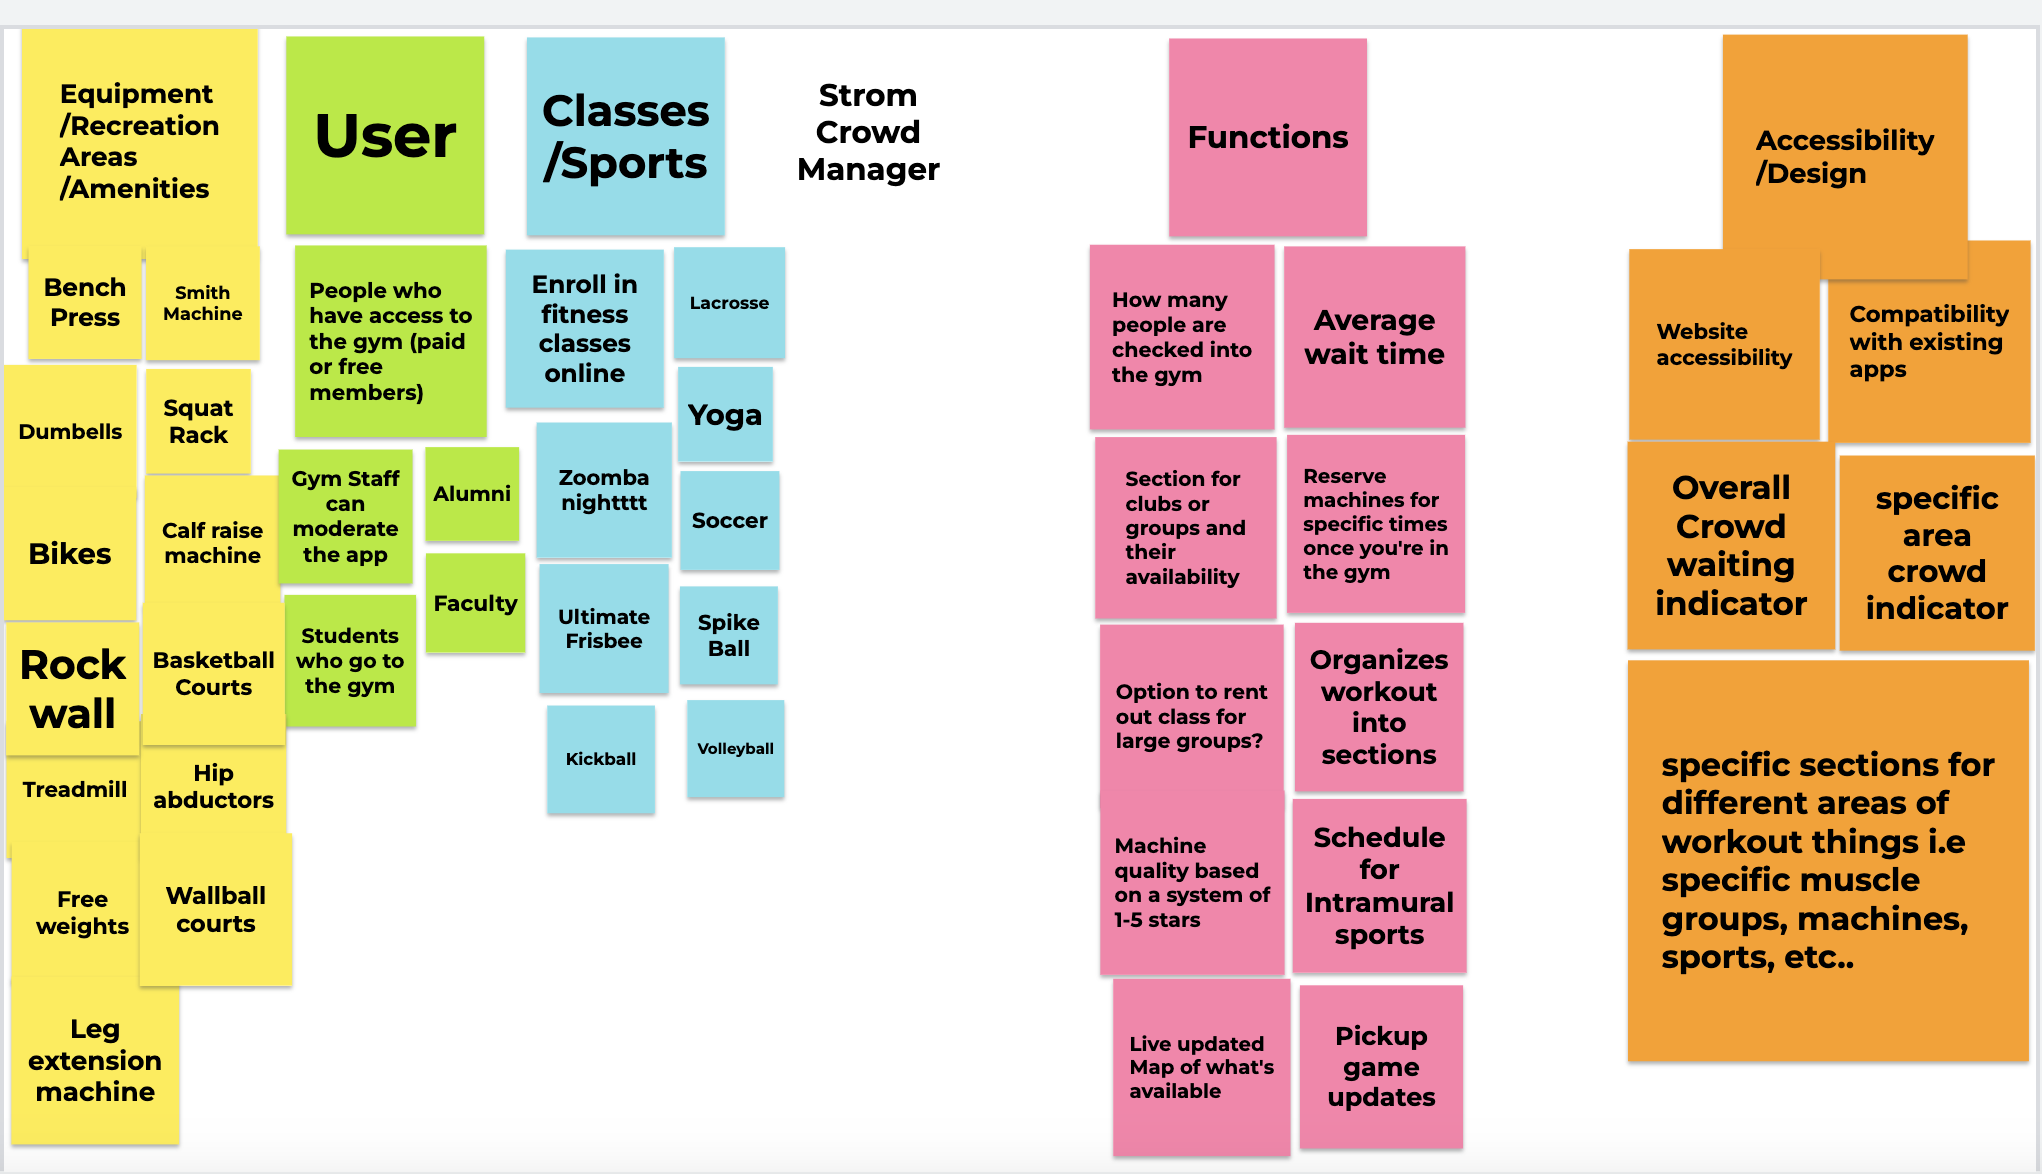 Equipment
/Recreation
Areas
/Amenities
User
Classes
/Sports
Strom
Crowd
Manager
Functions
Accessibility
/Design
Bench
Press
Smith
Machine
Dumbells
Squat
Rack
Bikes
Calf raise
machine
Rock
wall
Basketball
Courts
Treadmill
Hip
abductors
Free
weights
Wallball
courts
Leg
extension
machine
People who
have access to
the gym (paid
or free
members)
Gym Staff
can
moderate
the app
Alumni
Faculty
Students
who go to
the gym
Enroll in
fitness
classes
online
Lacrosse
Yoga
Zoomba
nightttt
Soccer
Ultimate
Frisbee
Spike
Ball
Kickball
Volleyball
How many
people are
checked into
the gym
Average
wait time
Section for
clubs or
groups and
their
availability
Reserve
machines for
specific times
once you're in
the gym
Option to rent
out class for
large groups?
Organizes
workout
into
sections
Machine
quality based
on a system of
1-5 stars
Schedule
for
Intramural
sports
Live updated
Map of what's
available
Pickup
game
updates
Website
accessibility
Compatibility
with existing
apps
Overall
Crowd
waiting
indicator
specific
area
crowd
indicator
specific sections for
different areas of
workout things i.e
specific muscle
groups, machines,
sports, etc..